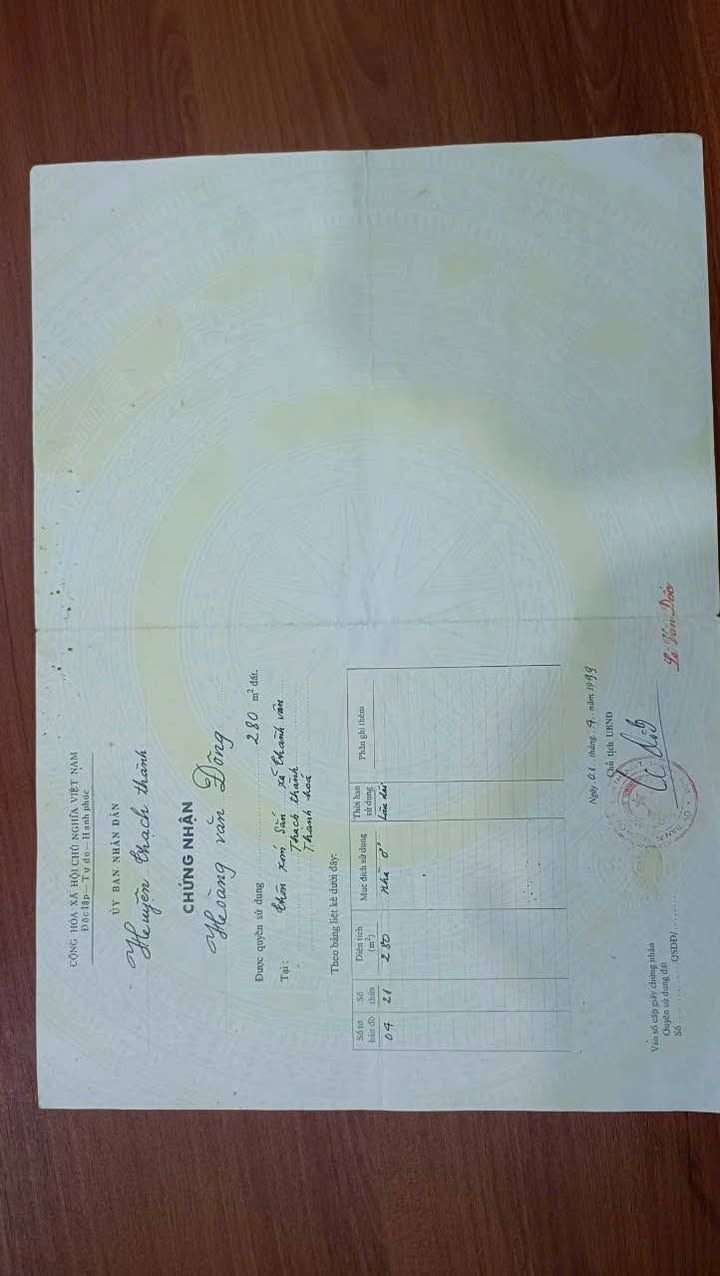 CỘNG HÒA XÃ HỘI CHỦ NGHĨA VIỆT NAM
Độc lập – Tự do – Hạnh phúc
ỦY BAN NHÂN DÂN
Huyện Thạch thành
CHỨNG NHẬN
Hoàng văn Dông
Được quyền sử dụng 280 m² đất.
Tại: thôn xóm Sắn xã thanh vân
Thạch thành
Thanh hoá
Theo bảng liệt kê dưới đây:
Số tờ bản đồ Số thửa Diện tích (m²) Mục đích sử dụng Thời hạn sử dụng Phần ghi thêm
04 21 280 nhà ở Lâu dài
Ngày 01 tháng 4 năm 1999
Chủ tịch UBND
Vào sổ cấp giấy chứng nhận
Quyền sử dụng đất
Số QSDĐ/
Lê Văn